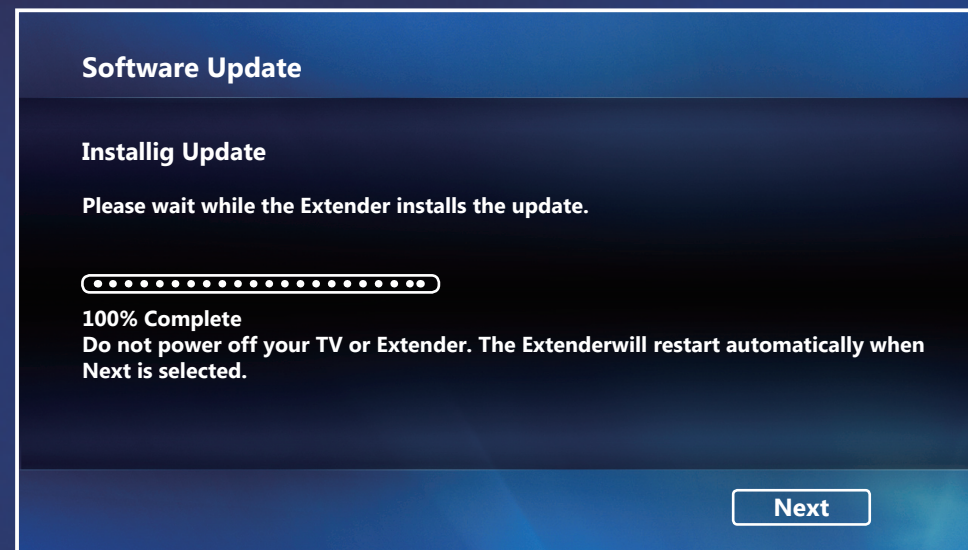 Software Update
Installig Update
Please wait while the Extender installs the update.
100% Complete
Do not power off your TV or Extender. The Extenderwill restart automatically when
Next is selected.
Next